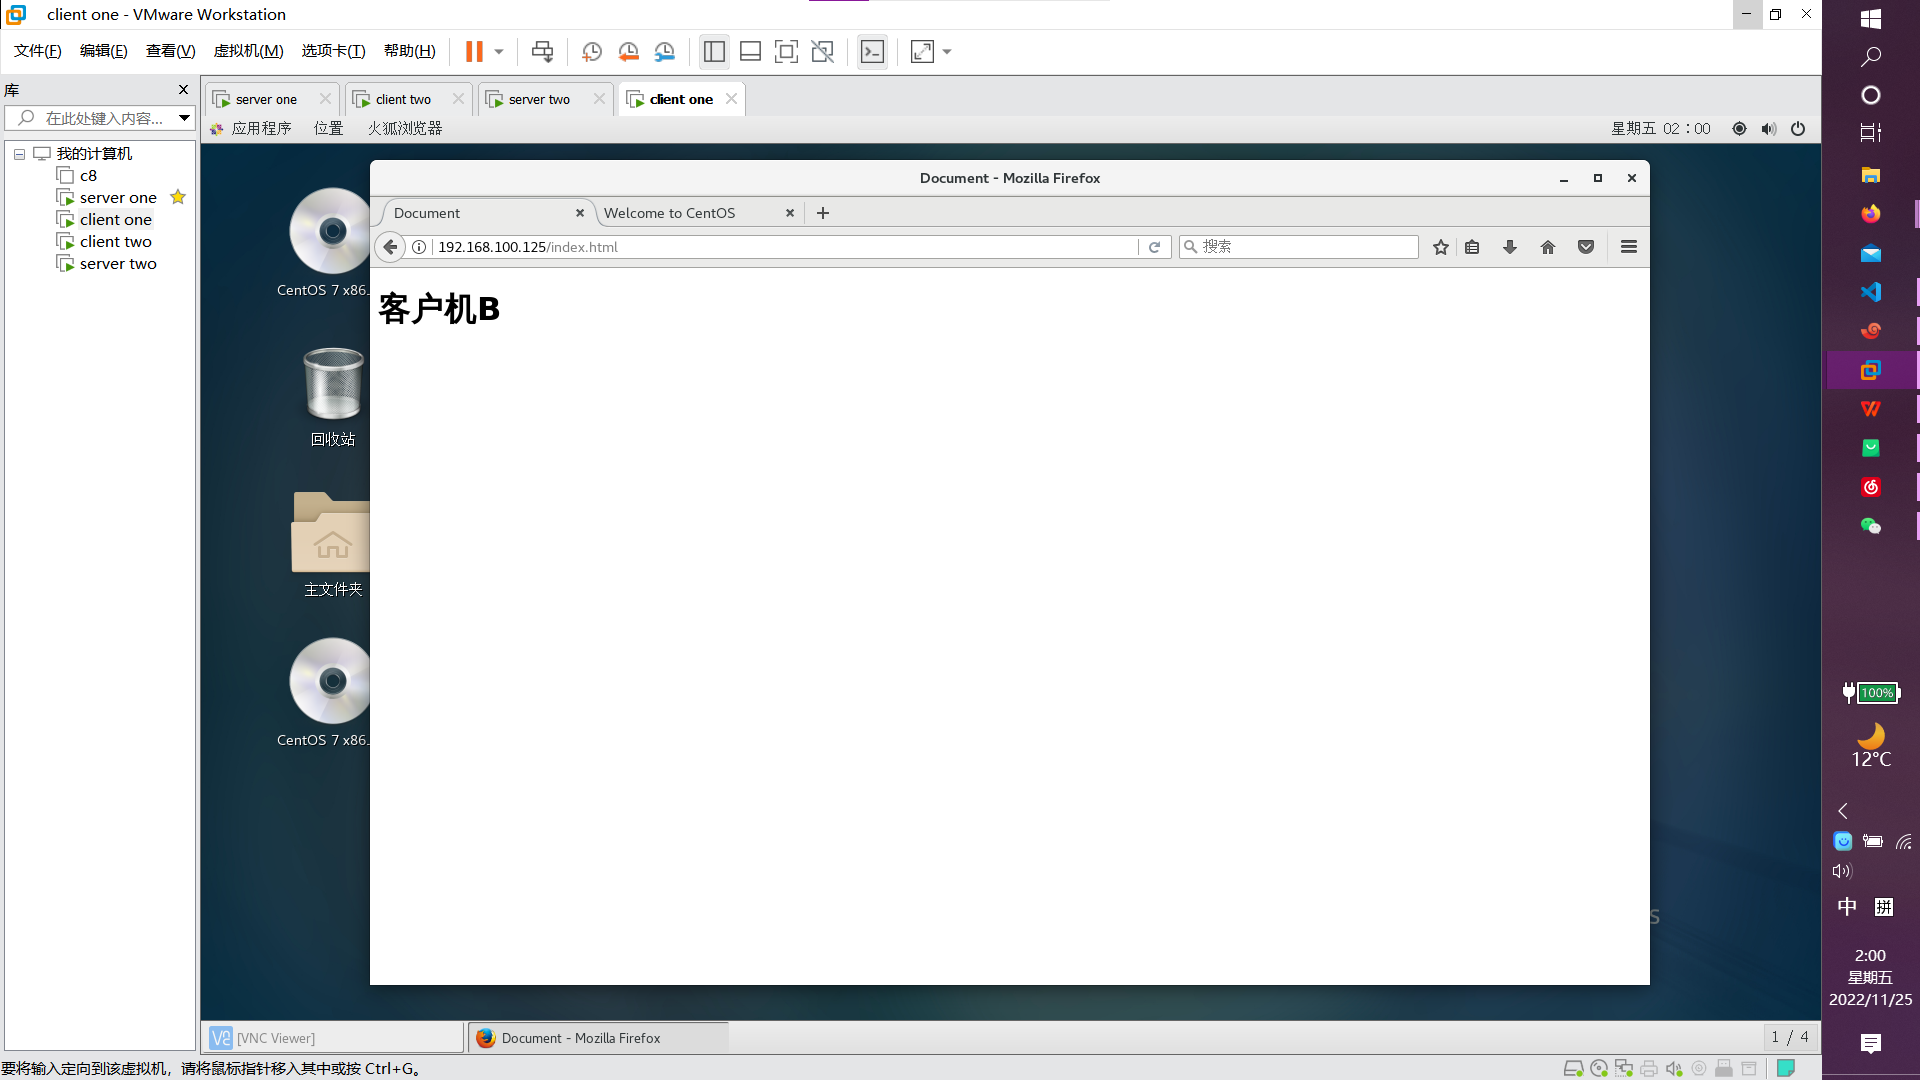 client one - VMware Workstation
文件(F) 编辑(E) 查看(V) 虚拟机(M) 选项卡(T) 帮助(H)
库
在此处键入内容...
我的计算机
c8
server one
client one
client two
server two
server one client two server two client one
应用程序 位置 火狐浏览器 星期五 02：00
CentOS 7 x86...
回收站
主文件夹
CentOS 7 x86...
Document - Mozilla Firefox
Document Welcome to CentOS
192.168.100.125/index.html 搜索
客户机B
S
V2 [VNC Viewer] Document - Mozilla Firefox 1 / 4
要将输入定向到该虚拟机，请将鼠标指针移入其中或按 Ctrl+G。
100%
12°C
中 拼
2:00
星期五
2022/11/25